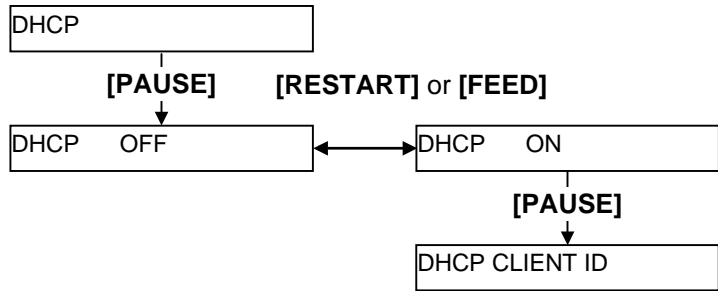 DHCP
[PAUSE] [RESTART] or [FEED]
DHCP OFF DHCP ON
[PAUSE]
DHCP CLIENT ID